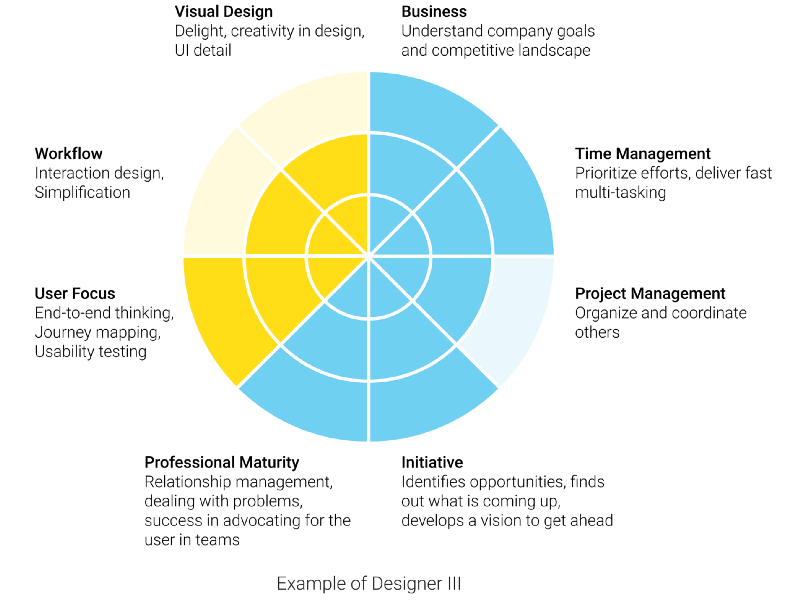 Visual Design
Delight, creativity in design,
UI detail
Business
Understand company goals
and competitive landscape
Workflow
Interaction design,
Simplification
Time Management
Prioritize efforts, deliver fast
multi-tasking
User Focus
End-to-end thinking,
Journey mapping,
Usability testing
Project Management
Organize and coordinate
others
Professional Maturity
Relationship management,
dealing with problems,
success in advocating for the
user in teams
Initiative
Identifies opportunities, finds
out what is coming up,
develops a vision to get ahead
Example of Designer III